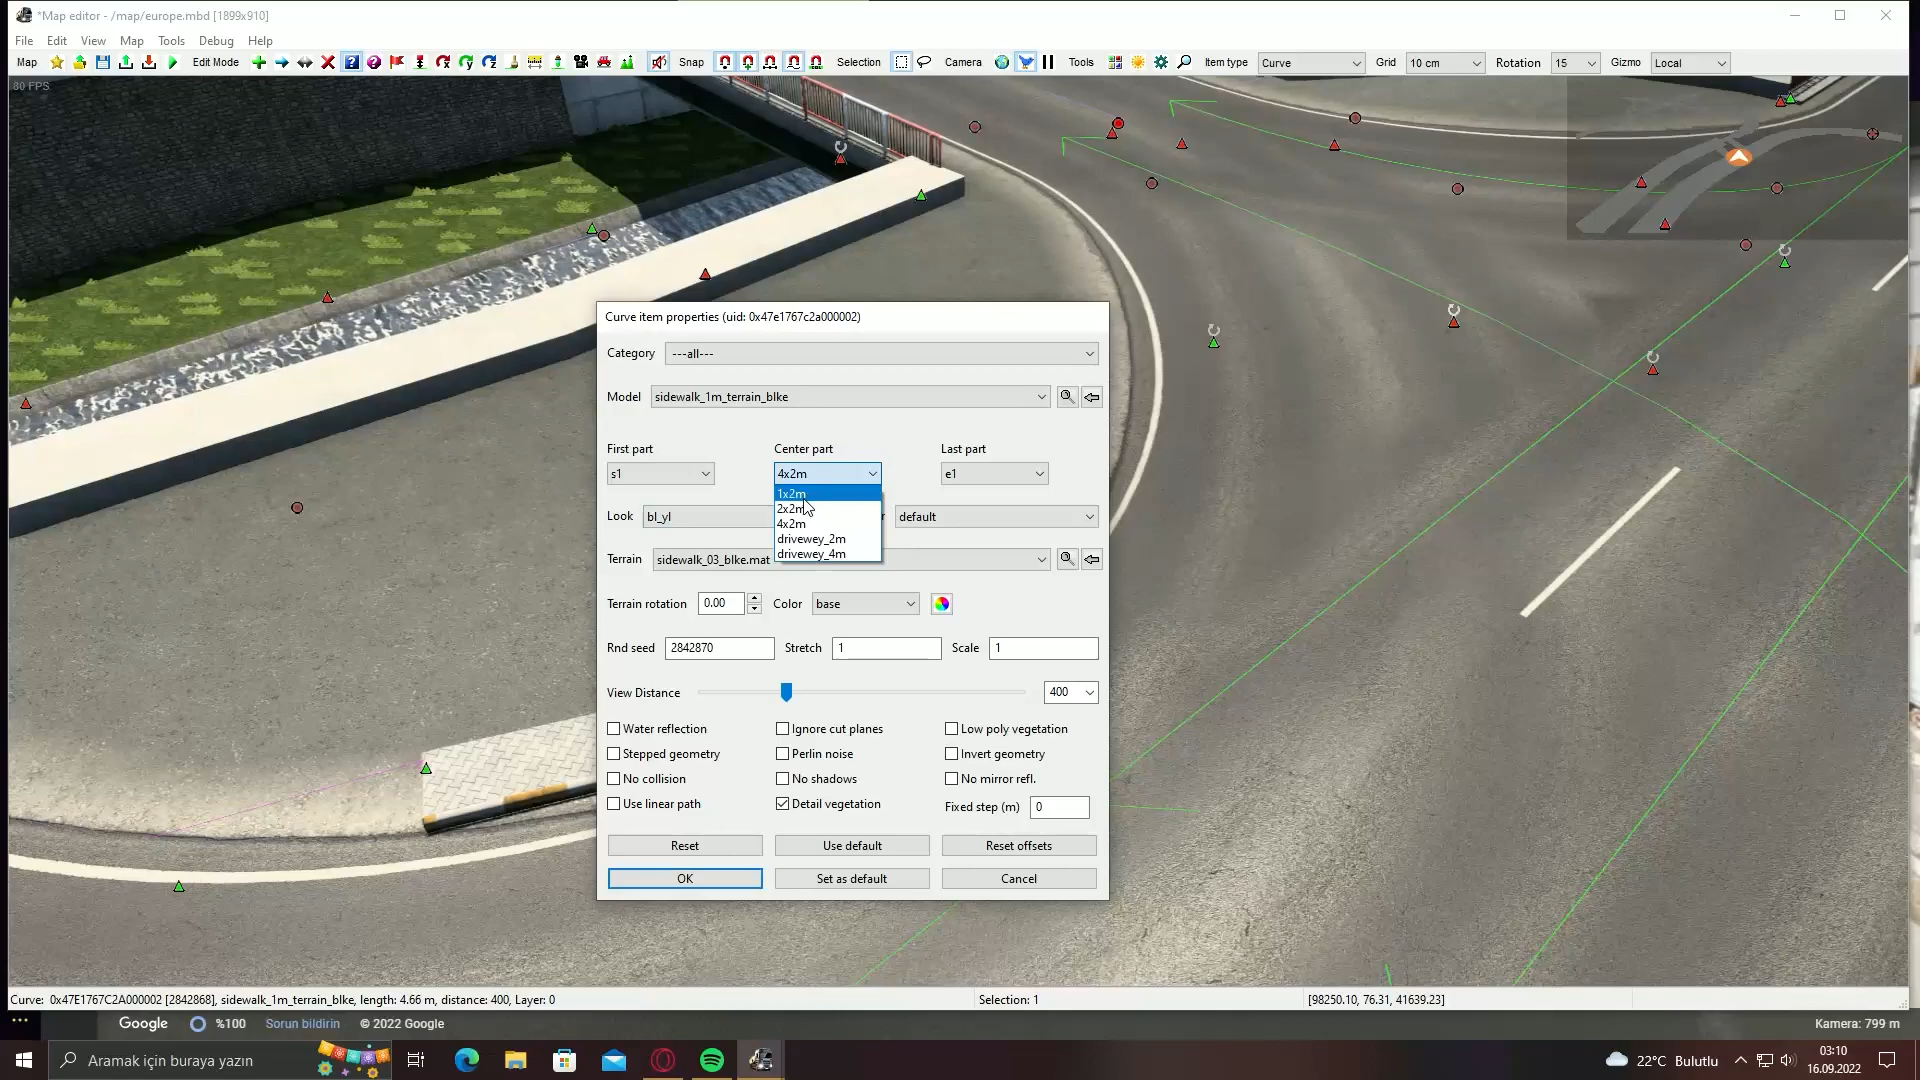 *Map editor - /map/europe.mbd [1899x910]
File Edit View Map Tools Debug Help
Map Edit Mode Snap Selection Camera Tools Item type Curve Grid 10 cm Rotation 15 Gizmo Local
80 FPS
Curve item properties (uid: 0x47e1767c2a000002)
Category ---all---
Model sidewalk_1m_terrain_blke
First part Center part Last part
s1 4x2m e1
1x2m
2x2m
4x2m
drivewey_2m
drivewey_4m
Look bl_yl default
Terrain sidewalk_03_blke.mat
Terrain rotation 0.00 Color base
Rnd seed 2842870 Stretch 1 Scale 1
View Distance 400
Water reflection Ignore cut planes Low poly vegetation
Stepped geometry Perlin noise Invert geometry
No collision No shadows No mirror refl.
Use linear path Detail vegetation Fixed step (m) 0
Reset Use default Reset offsets
OK Set as default Cancel
Curve: 0x47E1767C2A000002 [2842868], sidewalk_1m_terrain_blke, length: 4.66 m, distance: 400, Layer: 0 Selection: 1 [98250.10, 76.31, 41639.23]
Google %100 Sorun bildirin © 2022 Google Kamera: 799 m
Aramak için buraya yazın 22°C Bulutlu 03:10
16.09.2022